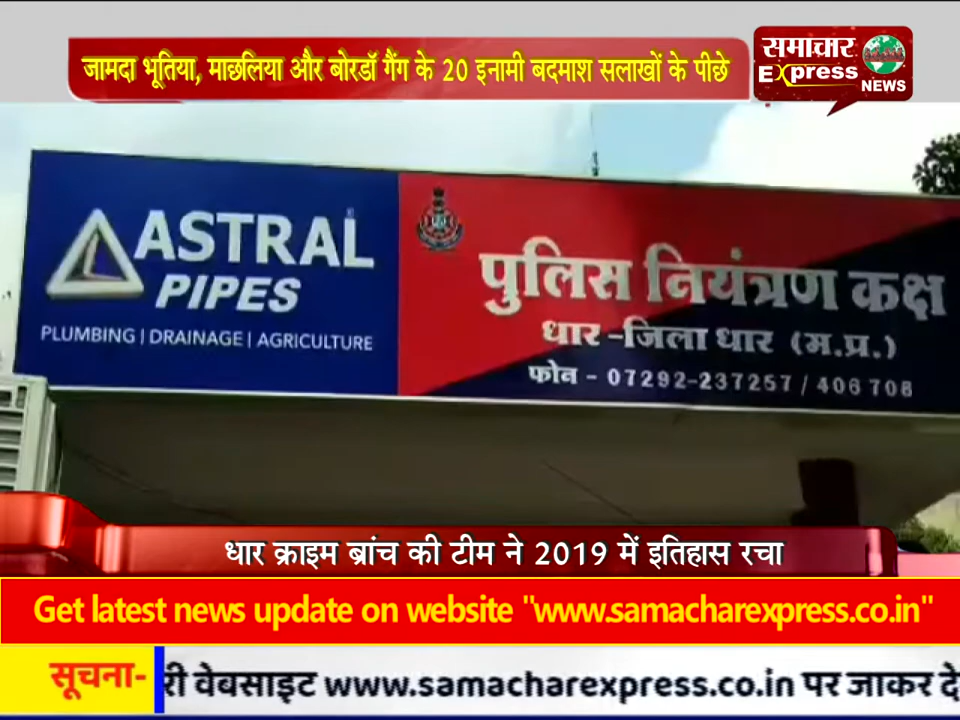 जामदा भूतिया, माछलिया और बोरडॉ गैंग के 20 इनामी बदमाश सलाखों के पीछे
समाचार
Express
NEWS
ASTRAL
PIPES
PLUMBING | DRAINAGE | AGRICULTURE
पुलिस नियंत्रण कक्ष
धार -जिला धार (म.प्र.)
फोन - 07292-237257 / 406 708
धार क्राइम ब्रांच की टीम ने 2019 में इतिहास रचा
Get latest news update on website "www.samacharexpress.co.in"
सूचना- री वेबसाइट www.samacharexpress.co.in पर जाकर दे